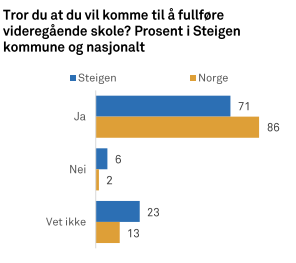 Tror du at du vil komme til å fullføre
videregående skole? Prosent i Steigen
kommune og nasjonalt
Steigen Norge
Ja 71
86
Nei 6
2
Vet ikke 23
13